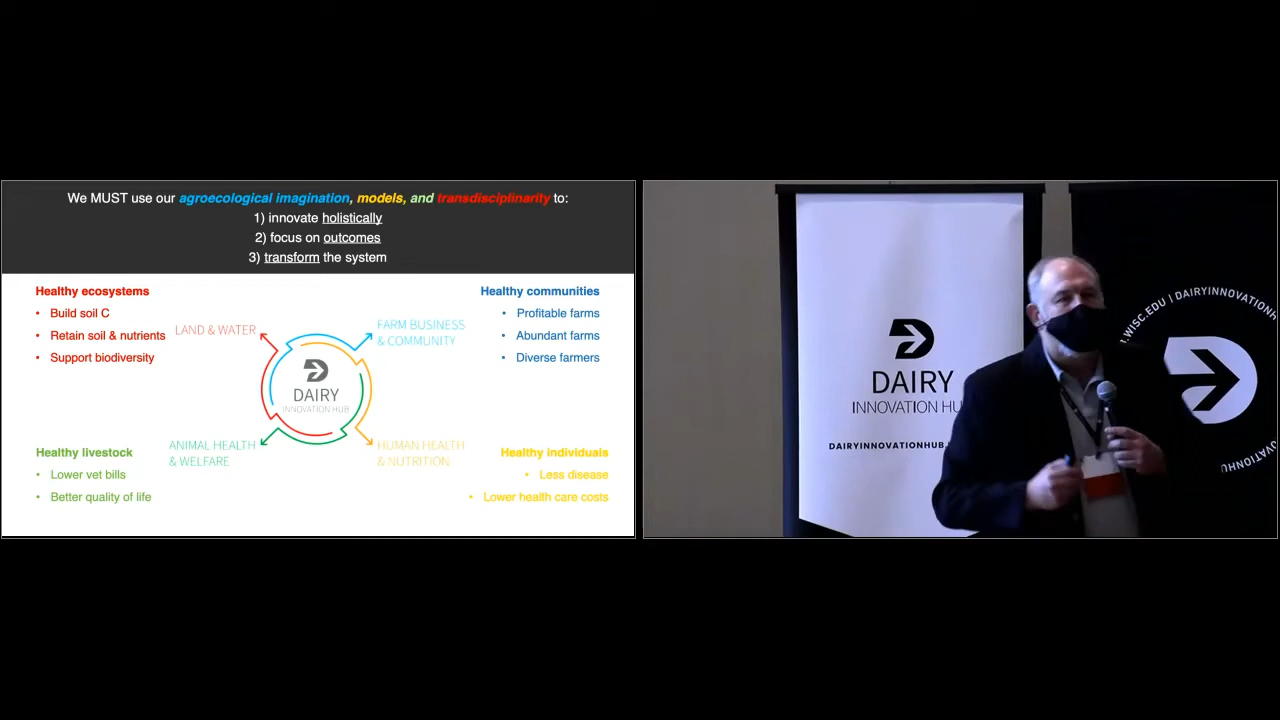 We MUST use our agroecological imagination, models, and transdisciplinarity to:
1) innovate holistically
2) focus on outcomes
3) transform the system
Healthy ecosystems
• Build soil C
• Retain soil & nutrients
• Support biodiversity
LAND & WATER
FARM BUSINESS
& COMMUNITY
Healthy communities
• Profitable farms
• Abundant farms
• Diverse farmers
DAIRY
INNOVATION HUB
Healthy livestock
• Lower vet bills
• Better quality of life
ANIMAL HEALTH
& WELFARE
HUMAN HEALTH
& NUTRITION
Healthy individuals
• Less disease
• Lower health care costs
DAIRY
INNOVATION HU
DAIRYINNOVATIONHUB.
.WISC.EDU | DAIRYINNOVATIONH